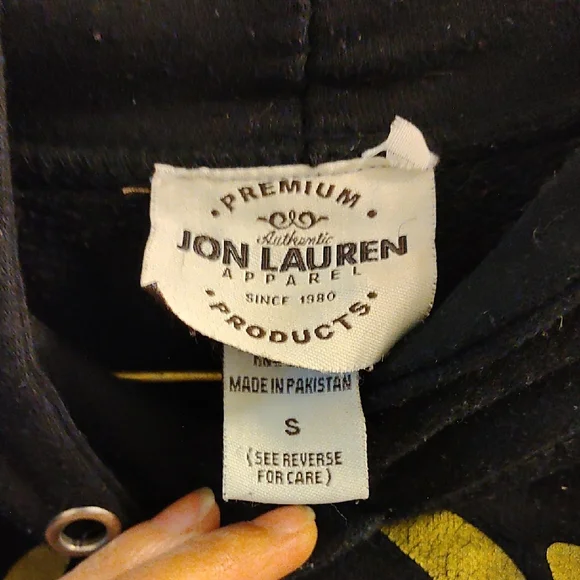 PREMIUM
Authentic
JON LAUREN
APPAREL
SINCE 1980
• PRODUCTS •
MADE IN PAKISTAN
S
(SEE REVERSE
FOR CARE)